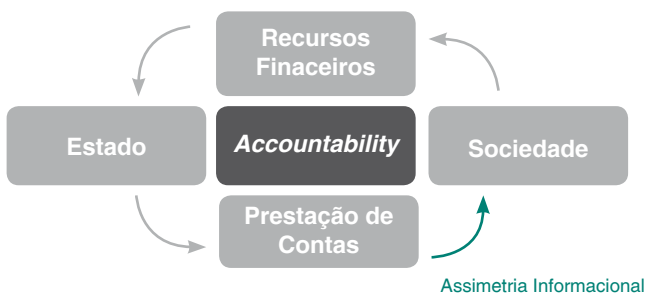 Recursos
Finaceiros
Estado
Accountability
Sociedade
Prestação de
Contas
Assimetria Informacional